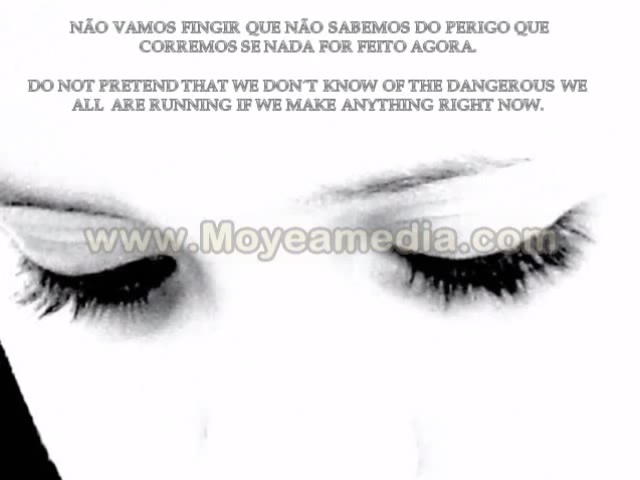 NÃO VAMOS FINGIR QUE NÃO SABEMOS DO PERIGO QUE
CORREMOS SE NADA FOR FEITO AGORA.
DO NOT PRETEND THAT WE DON´T KNOW OF THE DANGEROUS WE
ALL ARE RUNNING IF WE MAKE ANYTHING RIGHT NOW.
www.Moyeamedia.com